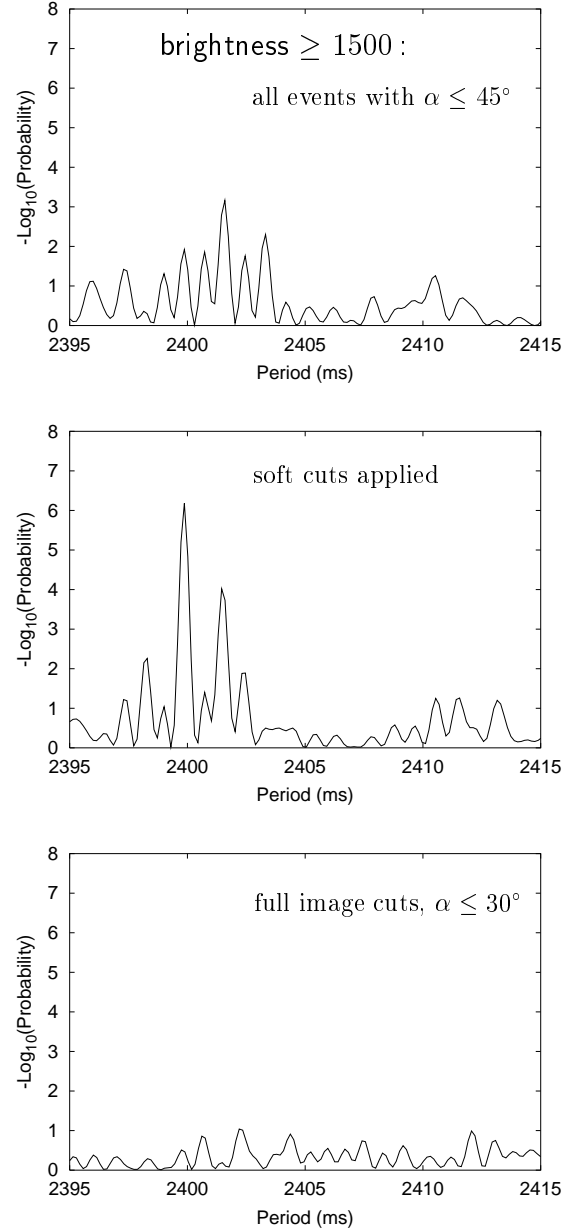 8
7
6
5
4
3
2
1
0
-Log10(Probability)
brightness ≥ 1500 :
all events with α ≤ 45°
2395 2400 2405 2410 2415
Period (ms)
8
7
6
5
4
3
2
1
0
-Log10(Probability)
soft cuts applied
2395 2400 2405 2410 2415
Period (ms)
8
7
6
5
4
3
2
1
0
-Log10(Probability)
full image cuts, α ≤ 30°
2395 2400 2405 2410 2415
Period (ms)